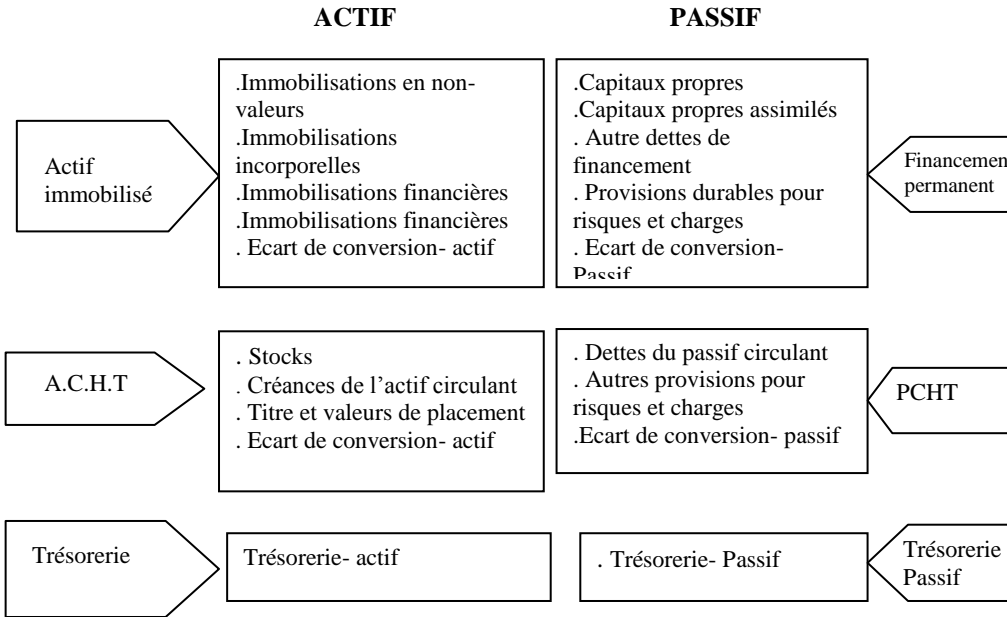 ACTIF
PASSIF
Actif
immobilisé
.Immobilisations en non-
valeurs
.Immobilisations
incorporelles
.Immobilisations financières
.Immobilisations financières
. Ecart de conversion- actif
.Capitaux propres
.Capitaux propres assimilés
. Autre dettes de
financement
. Provisions durables pour
risques et charges
. Ecart de conversion-
Passif
Financemen
permanent
A.C.H.T
. Stocks
. Créances de l’actif circulant
. Titre et valeurs de placement
. Ecart de conversion- actif
. Dettes du passif circulant
. Autres provisions pour
risques et charges
.Ecart de conversion- passif
PCHT
Trésorerie
Trésorerie- actif
. Trésorerie- Passif
Trésorerie
Passif